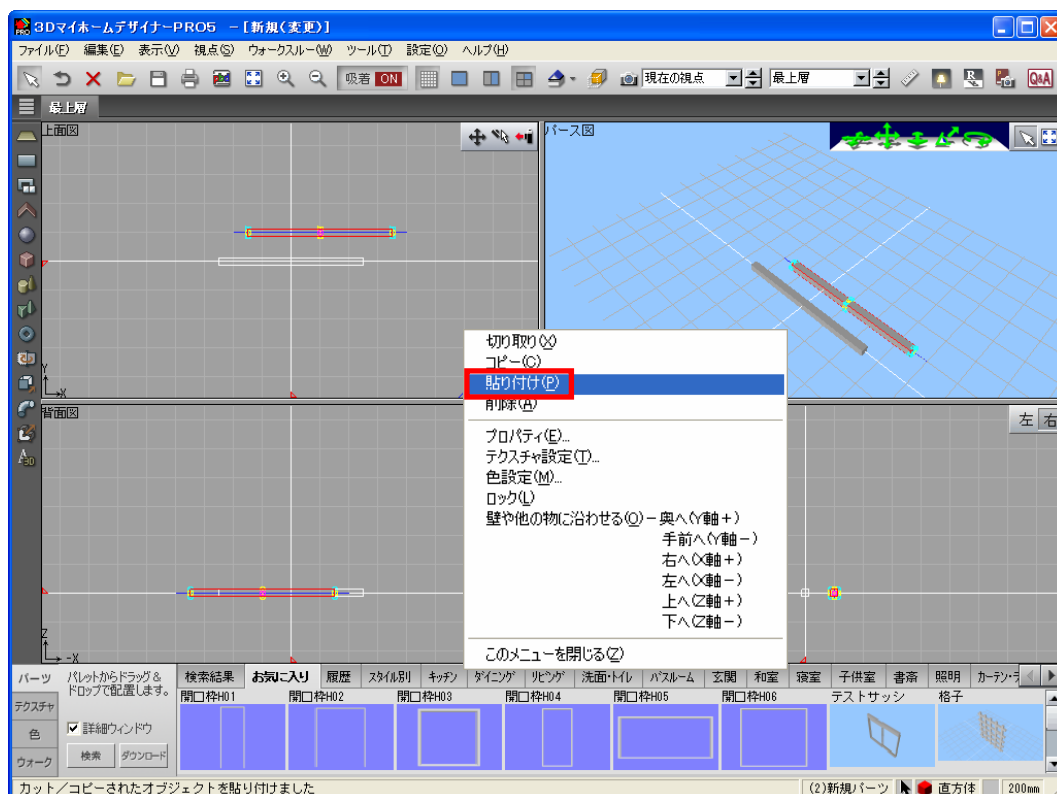 3DマイホームデザイナーPRO5 -[新規(変更)]
ファイル(F) 編集(E) 表示(V) 視点(S) ウォークスルー(W) ツール(T) 設定(O) ヘルプ(H)
吸着 ON 現在の視点 最上層 Q&A
最上層
上面図
パース図
Y
X
切り取り(X)
コピー(C)
貼り付け(P)
削除(A)
プロパティ(E)...
テクスチャ設定(T)...
色設定(M)...
ロック(L)
壁や他の物に沿わせる(O)-奥へ(Y軸+)
手前へ(Y軸-)
右へ(X軸+)
左へ(X軸-)
上へ(Z軸+)
下へ(Z軸-)
このメニューを閉じる(Z)
背面図
左 右
Z
-X
パーツ
テクスチャ
色
ウォーク
パレットからドラッグ&
ドロップで配置します。
詳細ウィンドウ
検索 ダウンロード
検索結果 お気に入り 履歴 スタイル別 キッチン ダイニング リビング 洗面・トイレ バスルーム 玄関 和室 寝室 子供室 書斎 照明 カーテン・ラ
開口枠H01 開口枠H02 開口枠H03 開口枠H04 開口枠H05 開口枠H06 テストサッシ 格子
カット/コピーされたオブジェクトを貼り付けました
(2)新規パーツ 直方体 200mm